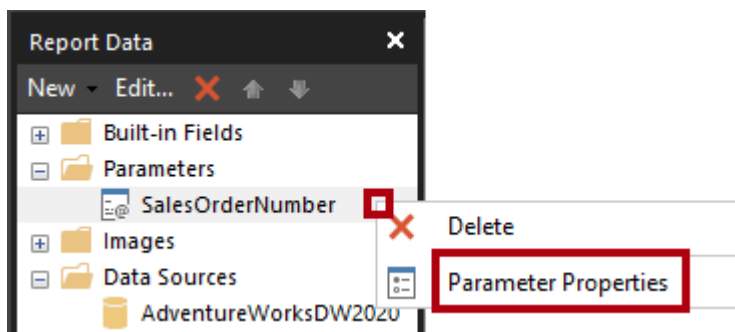 Report Data
New Edit...
Built-in Fields
Parameters
SalesOrderNumber
Delete
Images
Parameter Properties
Data Sources
AdventureWorksDW2020